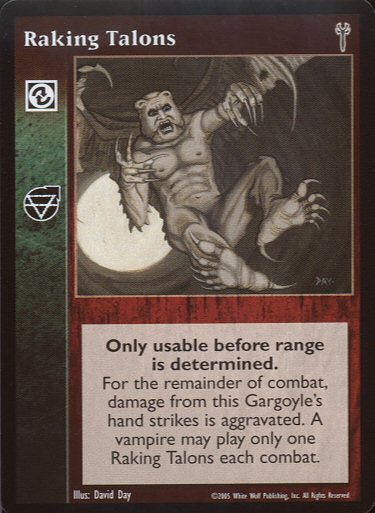 Raking Talons
DAY
Only usable before range
is determined.
For the remainder of combat,
damage from this Gargoyle's
hand strikes is aggravated. A
vampire may play only one
Raking Talons each combat.
Illus: David Day
©2005 White Wolf Publishing, Inc. All Rights Reserved